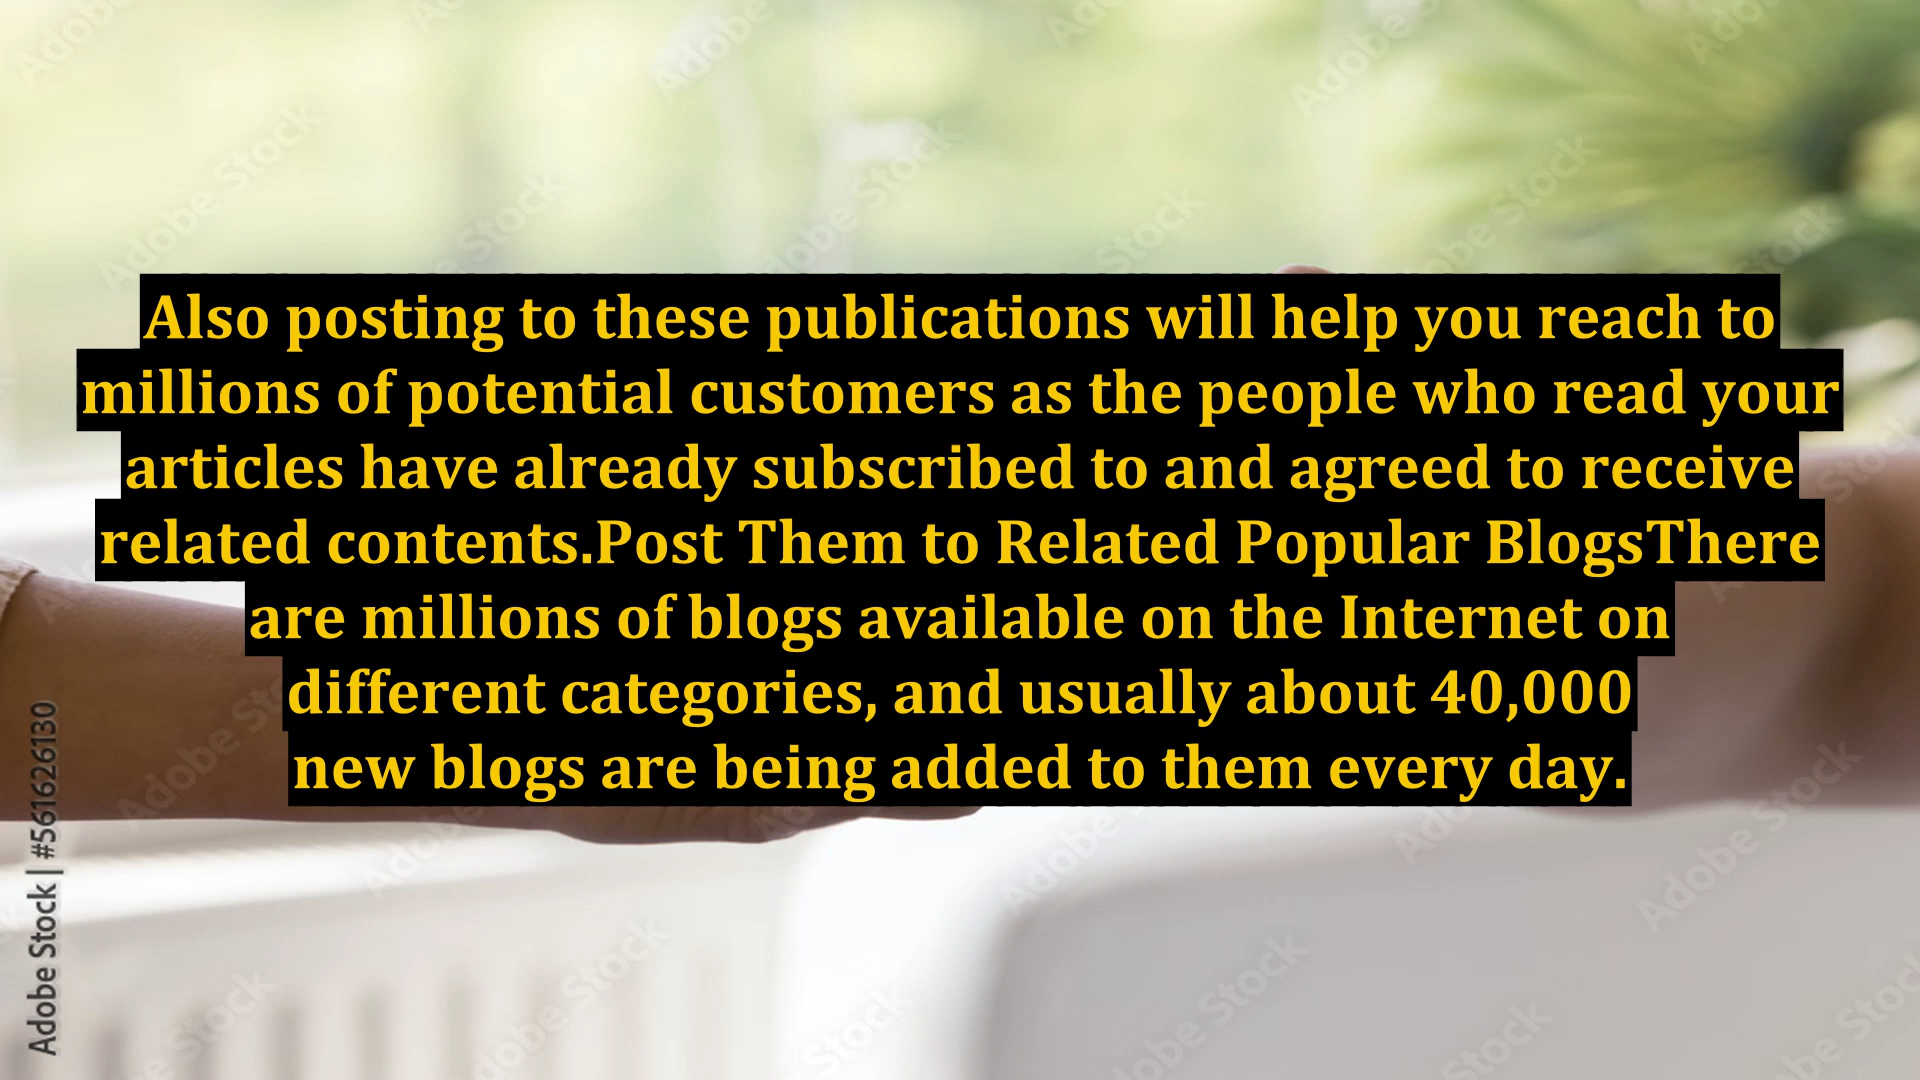 Also posting to these publications will help you reach to
millions of potential customers as the people who read your
articles have already subscribed to and agreed to receive
related contents.Post Them to Related Popular BlogsThere
are millions of blogs available on the Internet on
different categories, and usually about 40,000
new blogs are being added to them every day.
Adobe Stock | #561626130